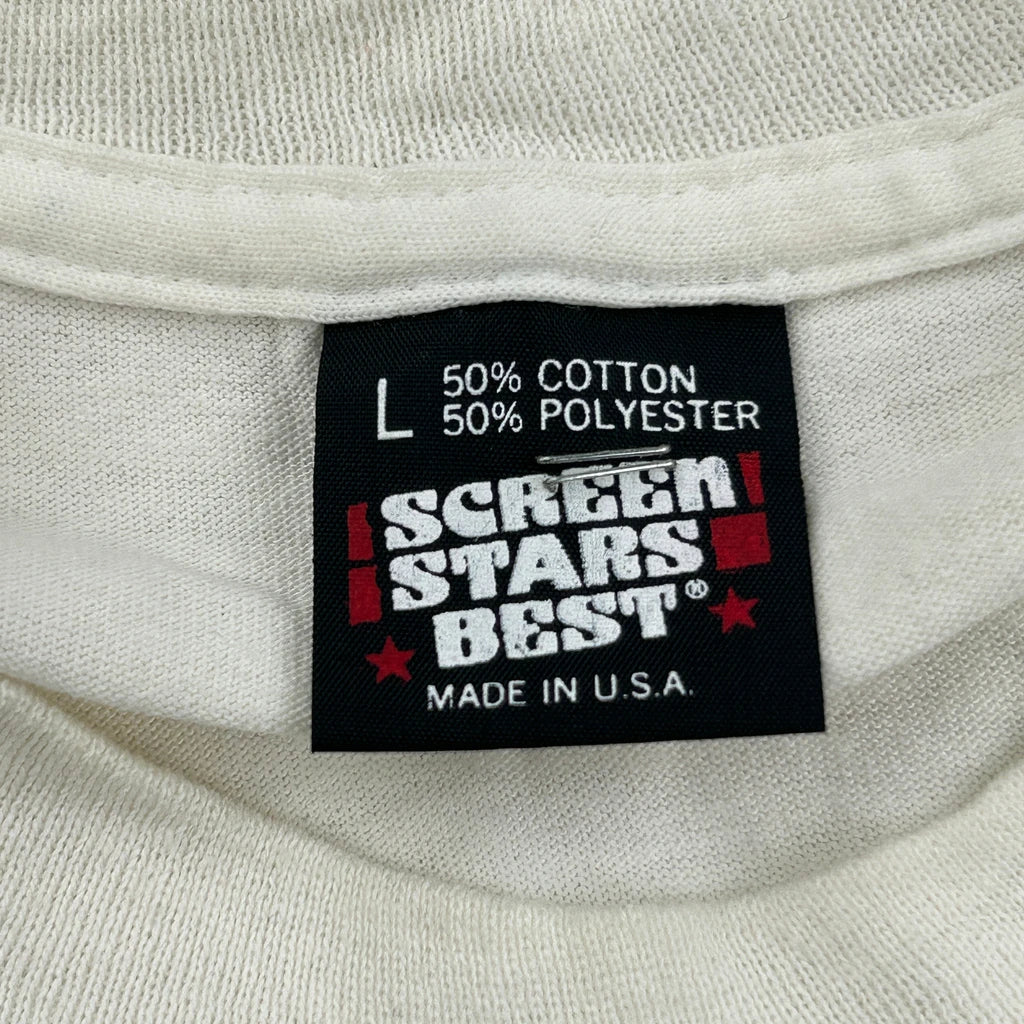 L 50% COTTON
50% POLYESTER
SCREEN
STARS
BEST®
MADE IN U.S.A.